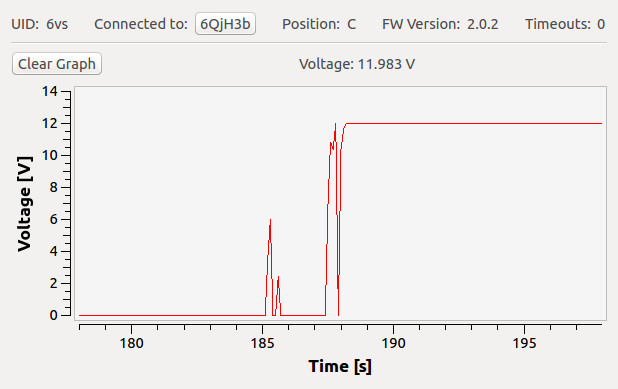 UID: 6vs Connected to: 6QjH3b Position: C FW Version: 2.0.2 Timeouts: 0
Clear Graph Voltage: 11.983 V
14
12
10
8
6
4
2
0
Voltage [V]
180 185 190 195
Time [s]